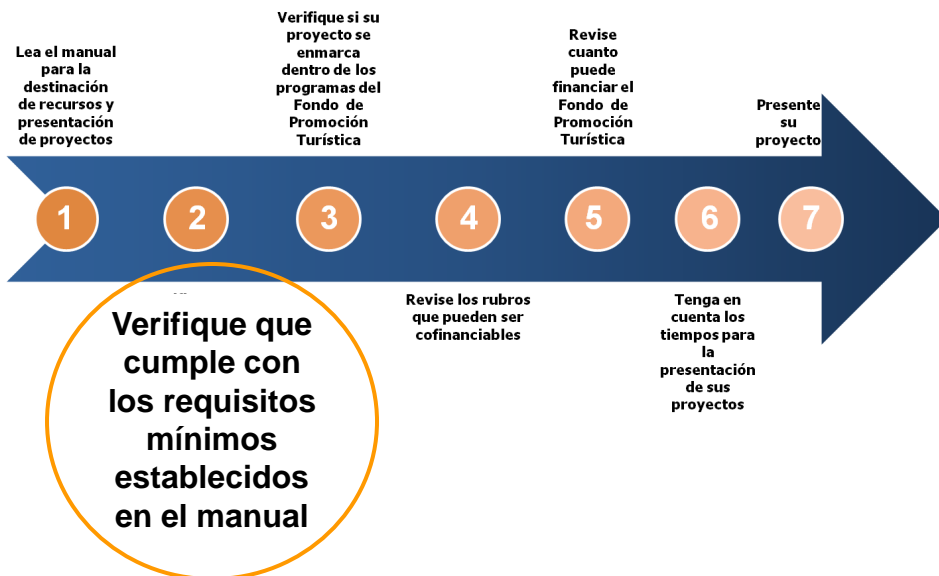 Lea el manual
para la
destinación
de recursos y
presentación
de proyectos
Verifique si su
proyecto se
enmarca
dentro de los
programas del
Fondo de
Promoción
Turística
Revise
cuanto
puede
financiar el
Fondo de
Promoción
Turística
Presente
su
proyecto
1
2
3
4
5
6
7
Verifique que
cumple con
los requisitos
mínimos
establecidos
en el manual
Revise los rubros
que pueden ser
cofinanciables
Tenga en
cuenta los
tiempos para
la
presentación
de sus
proyectos